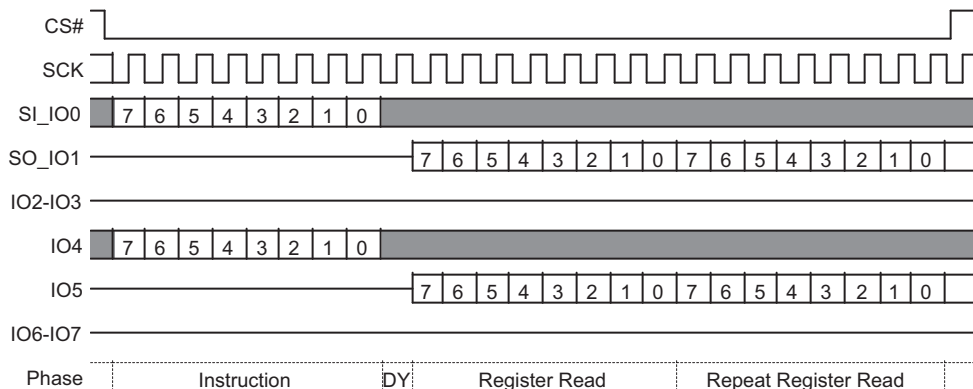 CS#
SCK
SI_IO0 7 6 5 4 3 2 1 0
SO_IO1 7 6 5 4 3 2 1 0 7 6 5 4 3 2 1 0
IO2-IO3
IO4 7 6 5 4 3 2 1 0
IO5 7 6 5 4 3 2 1 0 7 6 5 4 3 2 1 0
IO6-IO7
Phase Instruction DY Register Read Repeat Register Read